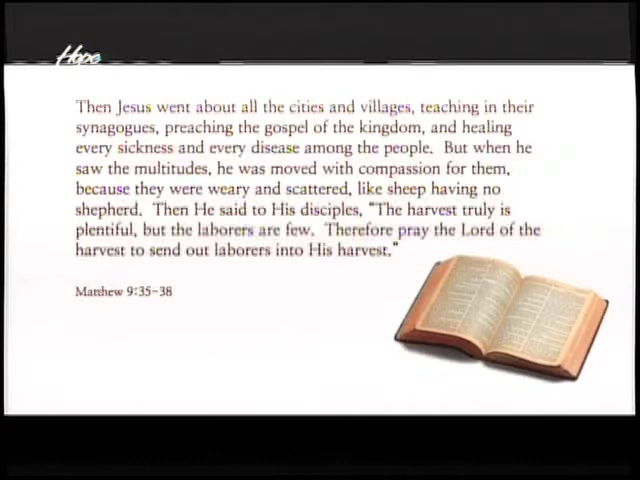 Hope
Then Jesus went about all the cities and villages, teaching in their
synagogues, preaching the gospel of the kingdom, and healing
every sickness and every disease among the people.  But when he
saw the multitudes, he was moved with compassion for them,
because they were weary and scattered, like sheep having no
shepherd.  Then He said to His disciples, "The harvest truly is
plentiful, but the laborers are few.  Therefore pray the Lord of the
harvest to send out laborers into His harvest."
Matthew 9:35-38